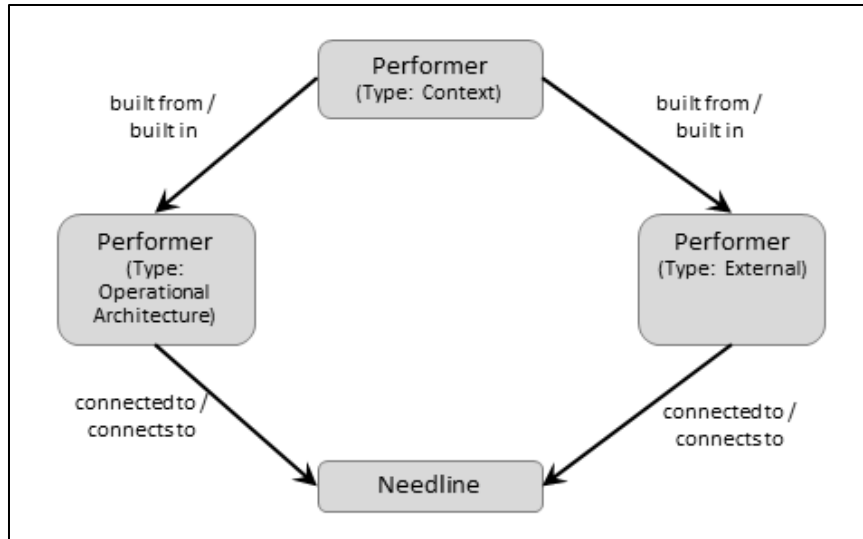 Performer
(Type: Context)
built from /
built in
built from /
built in
Performer
(Type:
Operational
Architecture)
Performer
(Type: External)
connected to /
connects to
connected to /
connects to
Needline